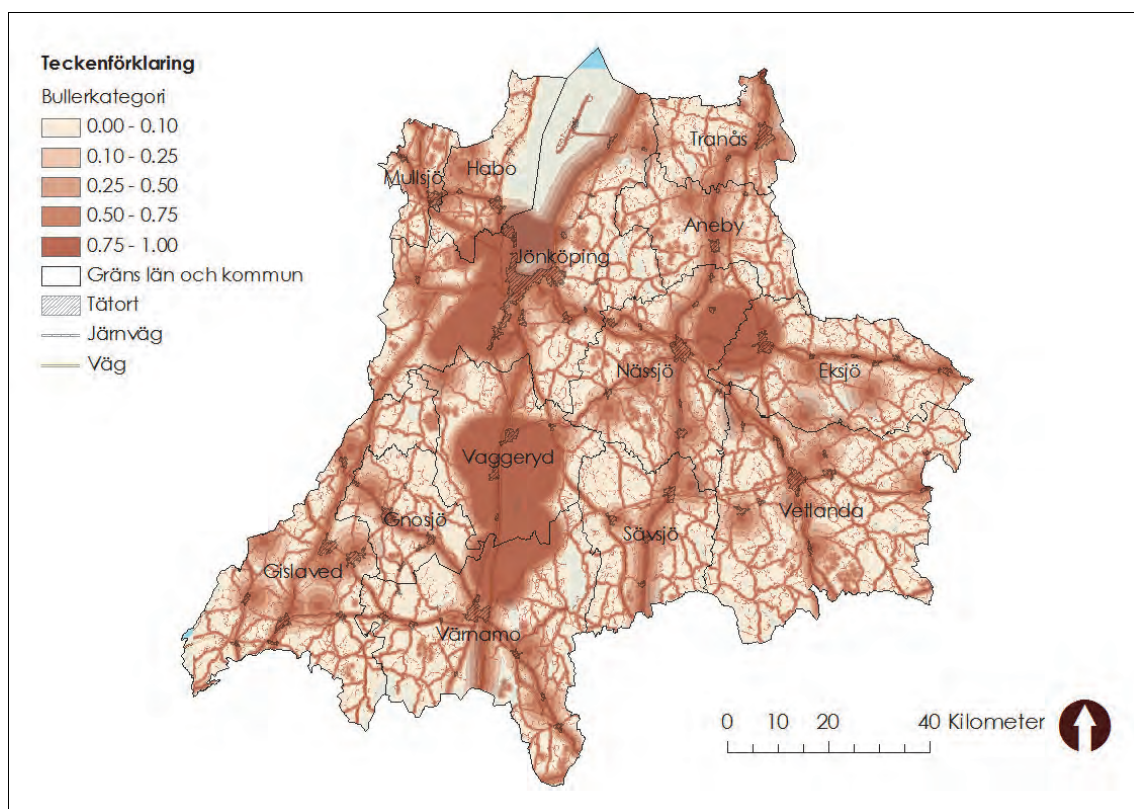 Teckenförklaring
Bullerkategori
0.00 - 0.10
0.10 - 0.25
0.25 - 0.50
0.50 - 0.75
0.75 - 1.00
Gräns län och kommun
Tätort
Järnväg
Väg
Tranås
Habo
Mullsjö
Aneby
Jönköping
Nässjö
Eksjö
Vaggeryd
Vetlanda
Gnosjö
Sävsjö
Gislaved
Värnamo
0 10 20 40 Kilometer